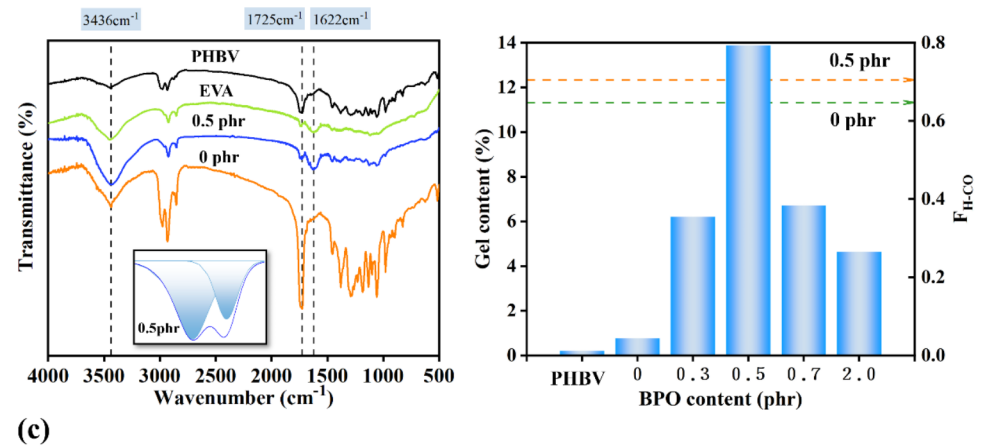 3436cm-1 1725cm-1 1622cm-1
PHBV
EVA
0.5 phr
0 phr
0.5phr
Transmittance (%)
4000 3500 3000 2500 2000 1500 1000 500
Wavenumber (cm-1)
14
12
10
8
6
4
2
0
Gel content (%)
0.5 phr
0 phr
0.8
0.6
0.4
0.2
0.0
FH-CO
PHBV 0 0.3 0.5 0.7 2.0
BPO content (phr)
(c)